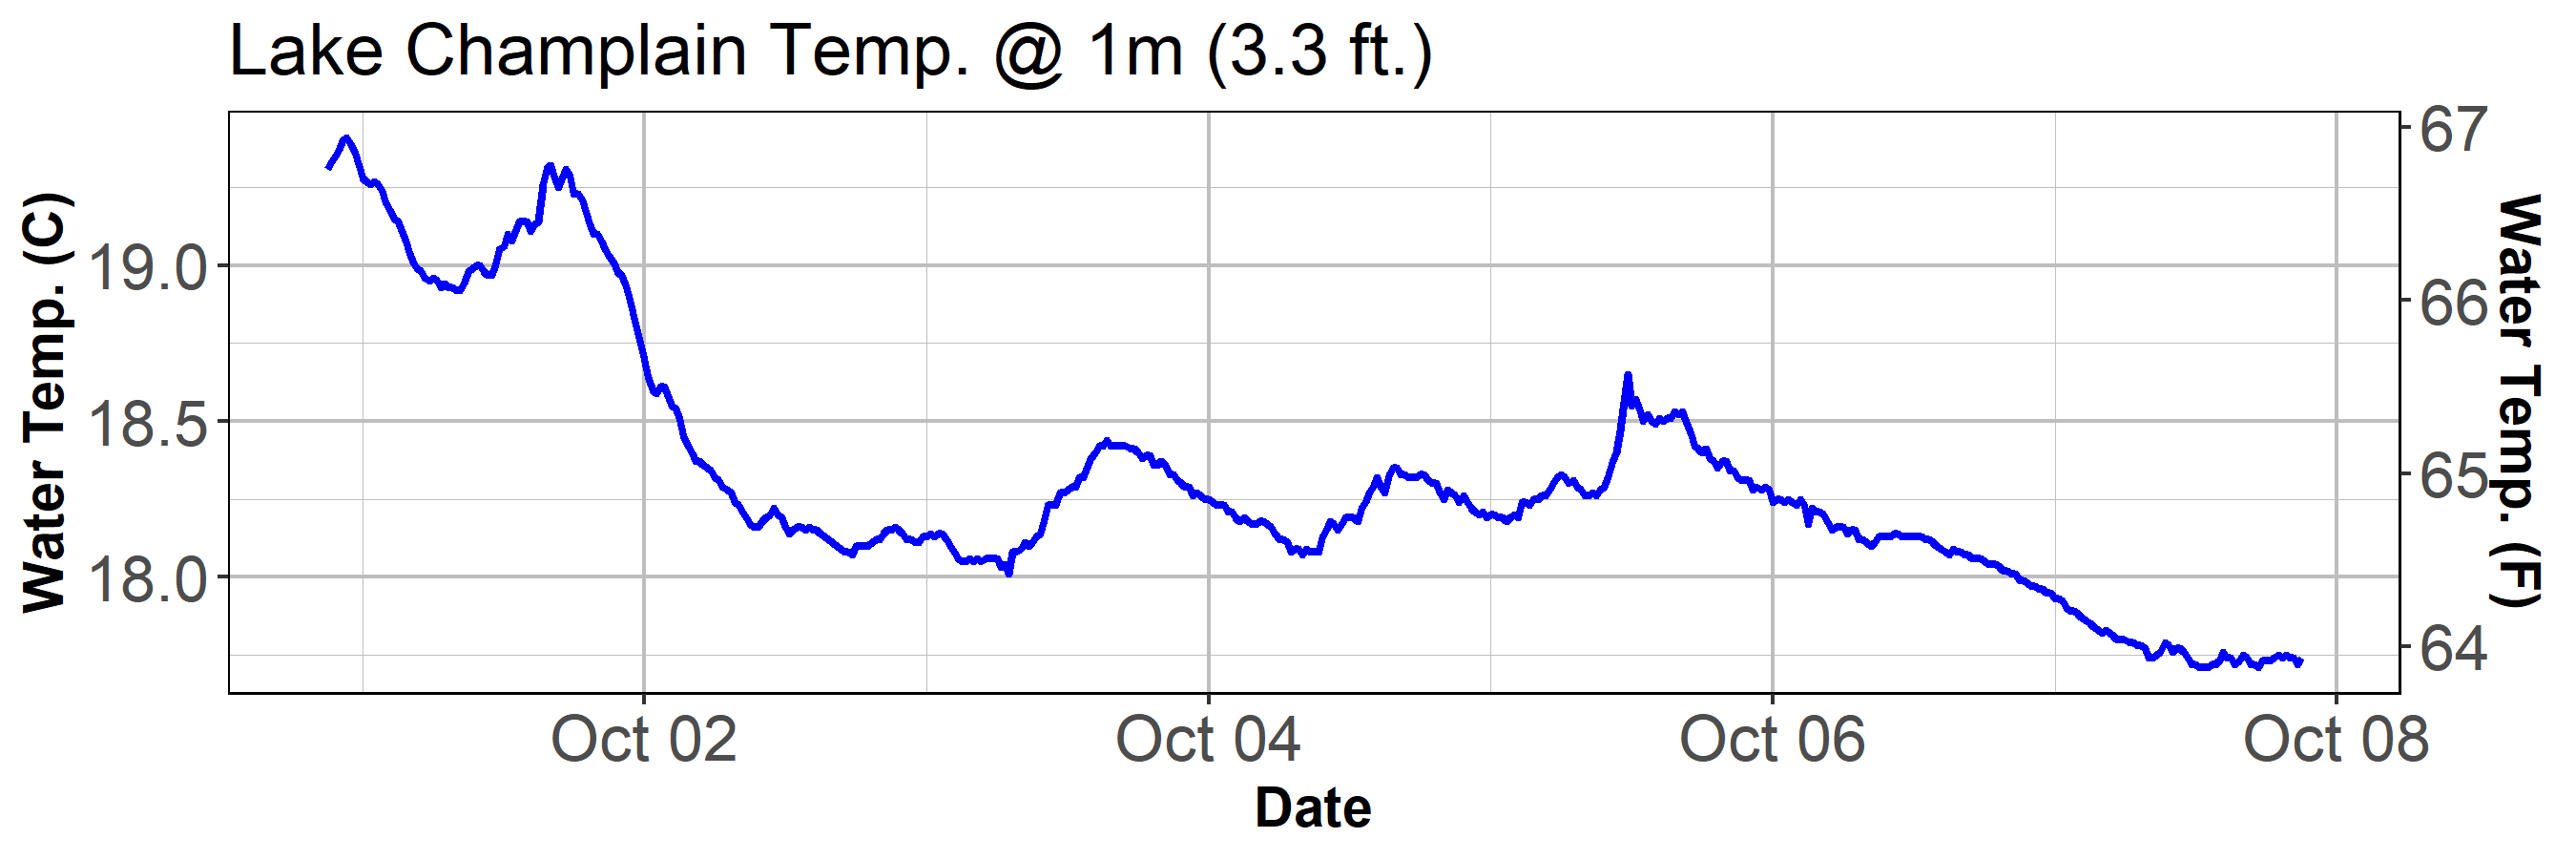 Lake Champlain Temp. @ 1m (3.3 ft.)
Water Temp. (C)
19.0
18.5
18.0
67
66
65
64
Water Temp. (F)
Oct 02
Oct 04
Oct 06
Oct 08
Date